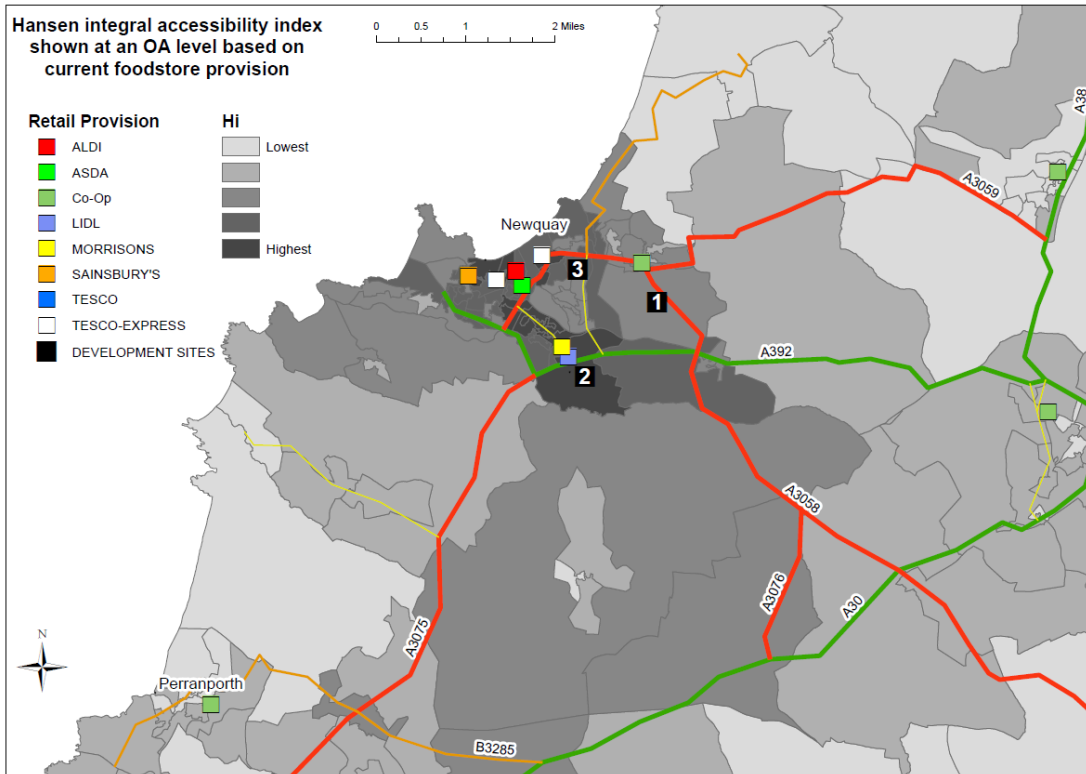 Hansen integral accessibility index
shown at an OA level based on
current foodstore provision
0 0.5 1 2 Miles
Retail Provision
ALDI
ASDA
Co-Op
LIDL
MORRISONS
SAINSBURY'S
TESCO
TESCO-EXPRESS
DEVELOPMENT SITES
Hi
Lowest
Highest
A38
A3059
Newquay
3
1
A392
2
A3058
A3076
A30
A3075
N
Perranporth
B3285